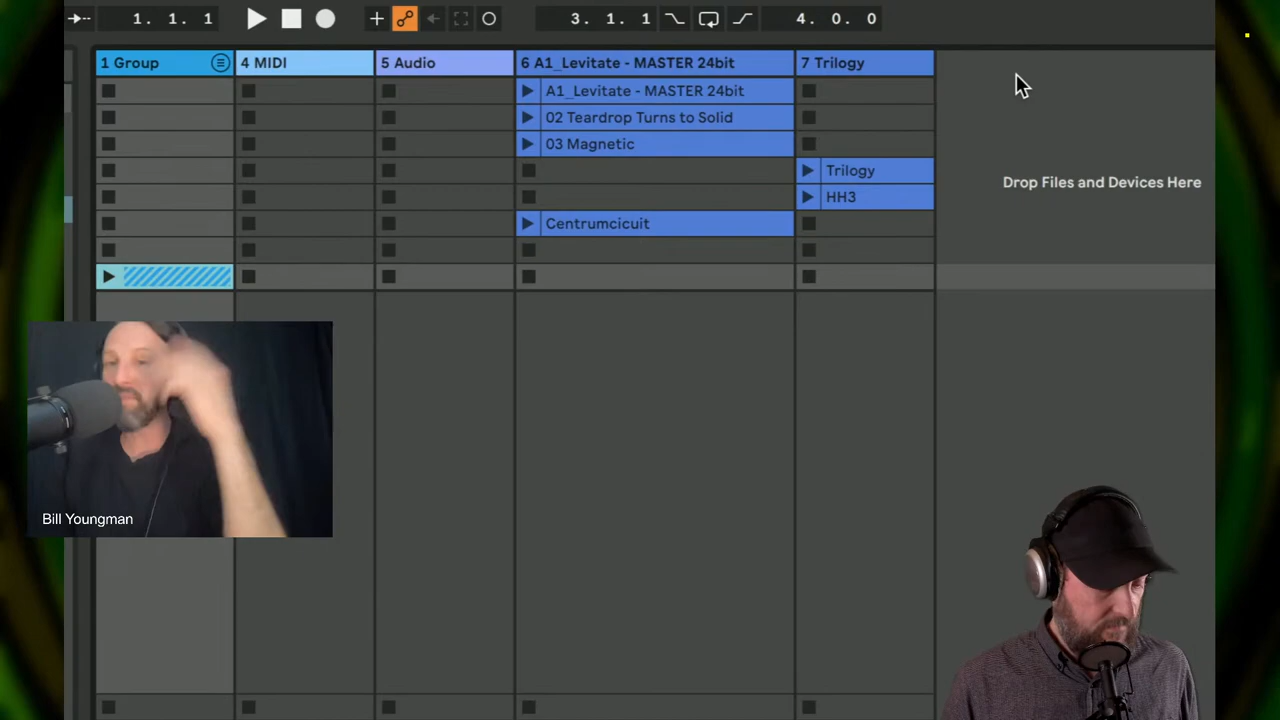 1. 1. 1
3. 1. 1
4. 0. 0
1 Group
4 MIDI
5 Audio
6 A1_Levitate - MASTER 24bit
7 Trilogy
A1_Levitate - MASTER 24bit
02 Teardrop Turns to Solid
03 Magnetic
Trilogy
Drop Files and Devices Here
HH3
Centrumcicuit
Bill Youngman